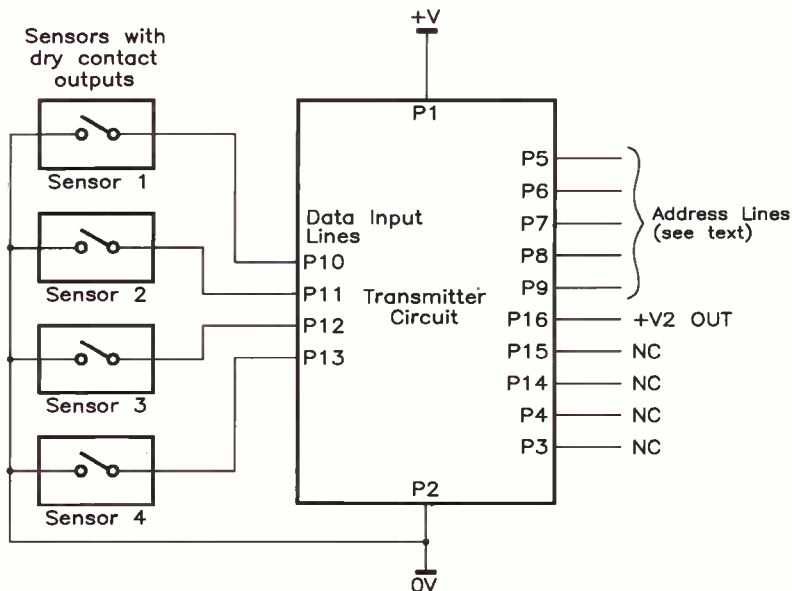 +V
Sensors with
dry contact
outputs
P1
Sensor 1
Sensor 2
Sensor 3
Sensor 4
Data Input
Lines
P10
P11
P12
P13
Transmitter
Circuit
P5
P6
P7
P8
P9
P16
P15
P14
P4
P3
Address Lines
(see text)
+V2 OUT
NC
NC
NC
NC
P2
0V